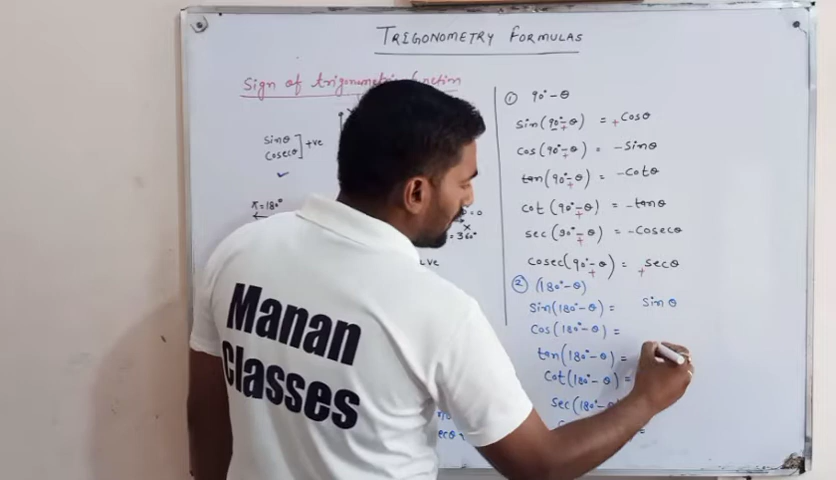 TRIGONOMETRY FORMULAS
Sign of trigonometric function
sinθ
cosecθ ] +ve
✓
π = 180°
θ = 0
x
= 360°
① 90° - θ
sin(90° ∓ θ) = + cosθ
cos(90° ∓ θ) = - sinθ
tan(90° ∓ θ) = - cotθ
cot(90° ∓ θ) = - tanθ
sec(90° ∓ θ) = - cosecθ
cosec(90° ∓ θ) = + secθ
② (180° - θ)
Sin(180° - θ) = sinθ
Cos(180° - θ) =
tan(180° - θ) =
Cot(180° - θ) =
sec(180° - θ
Manan
Classes